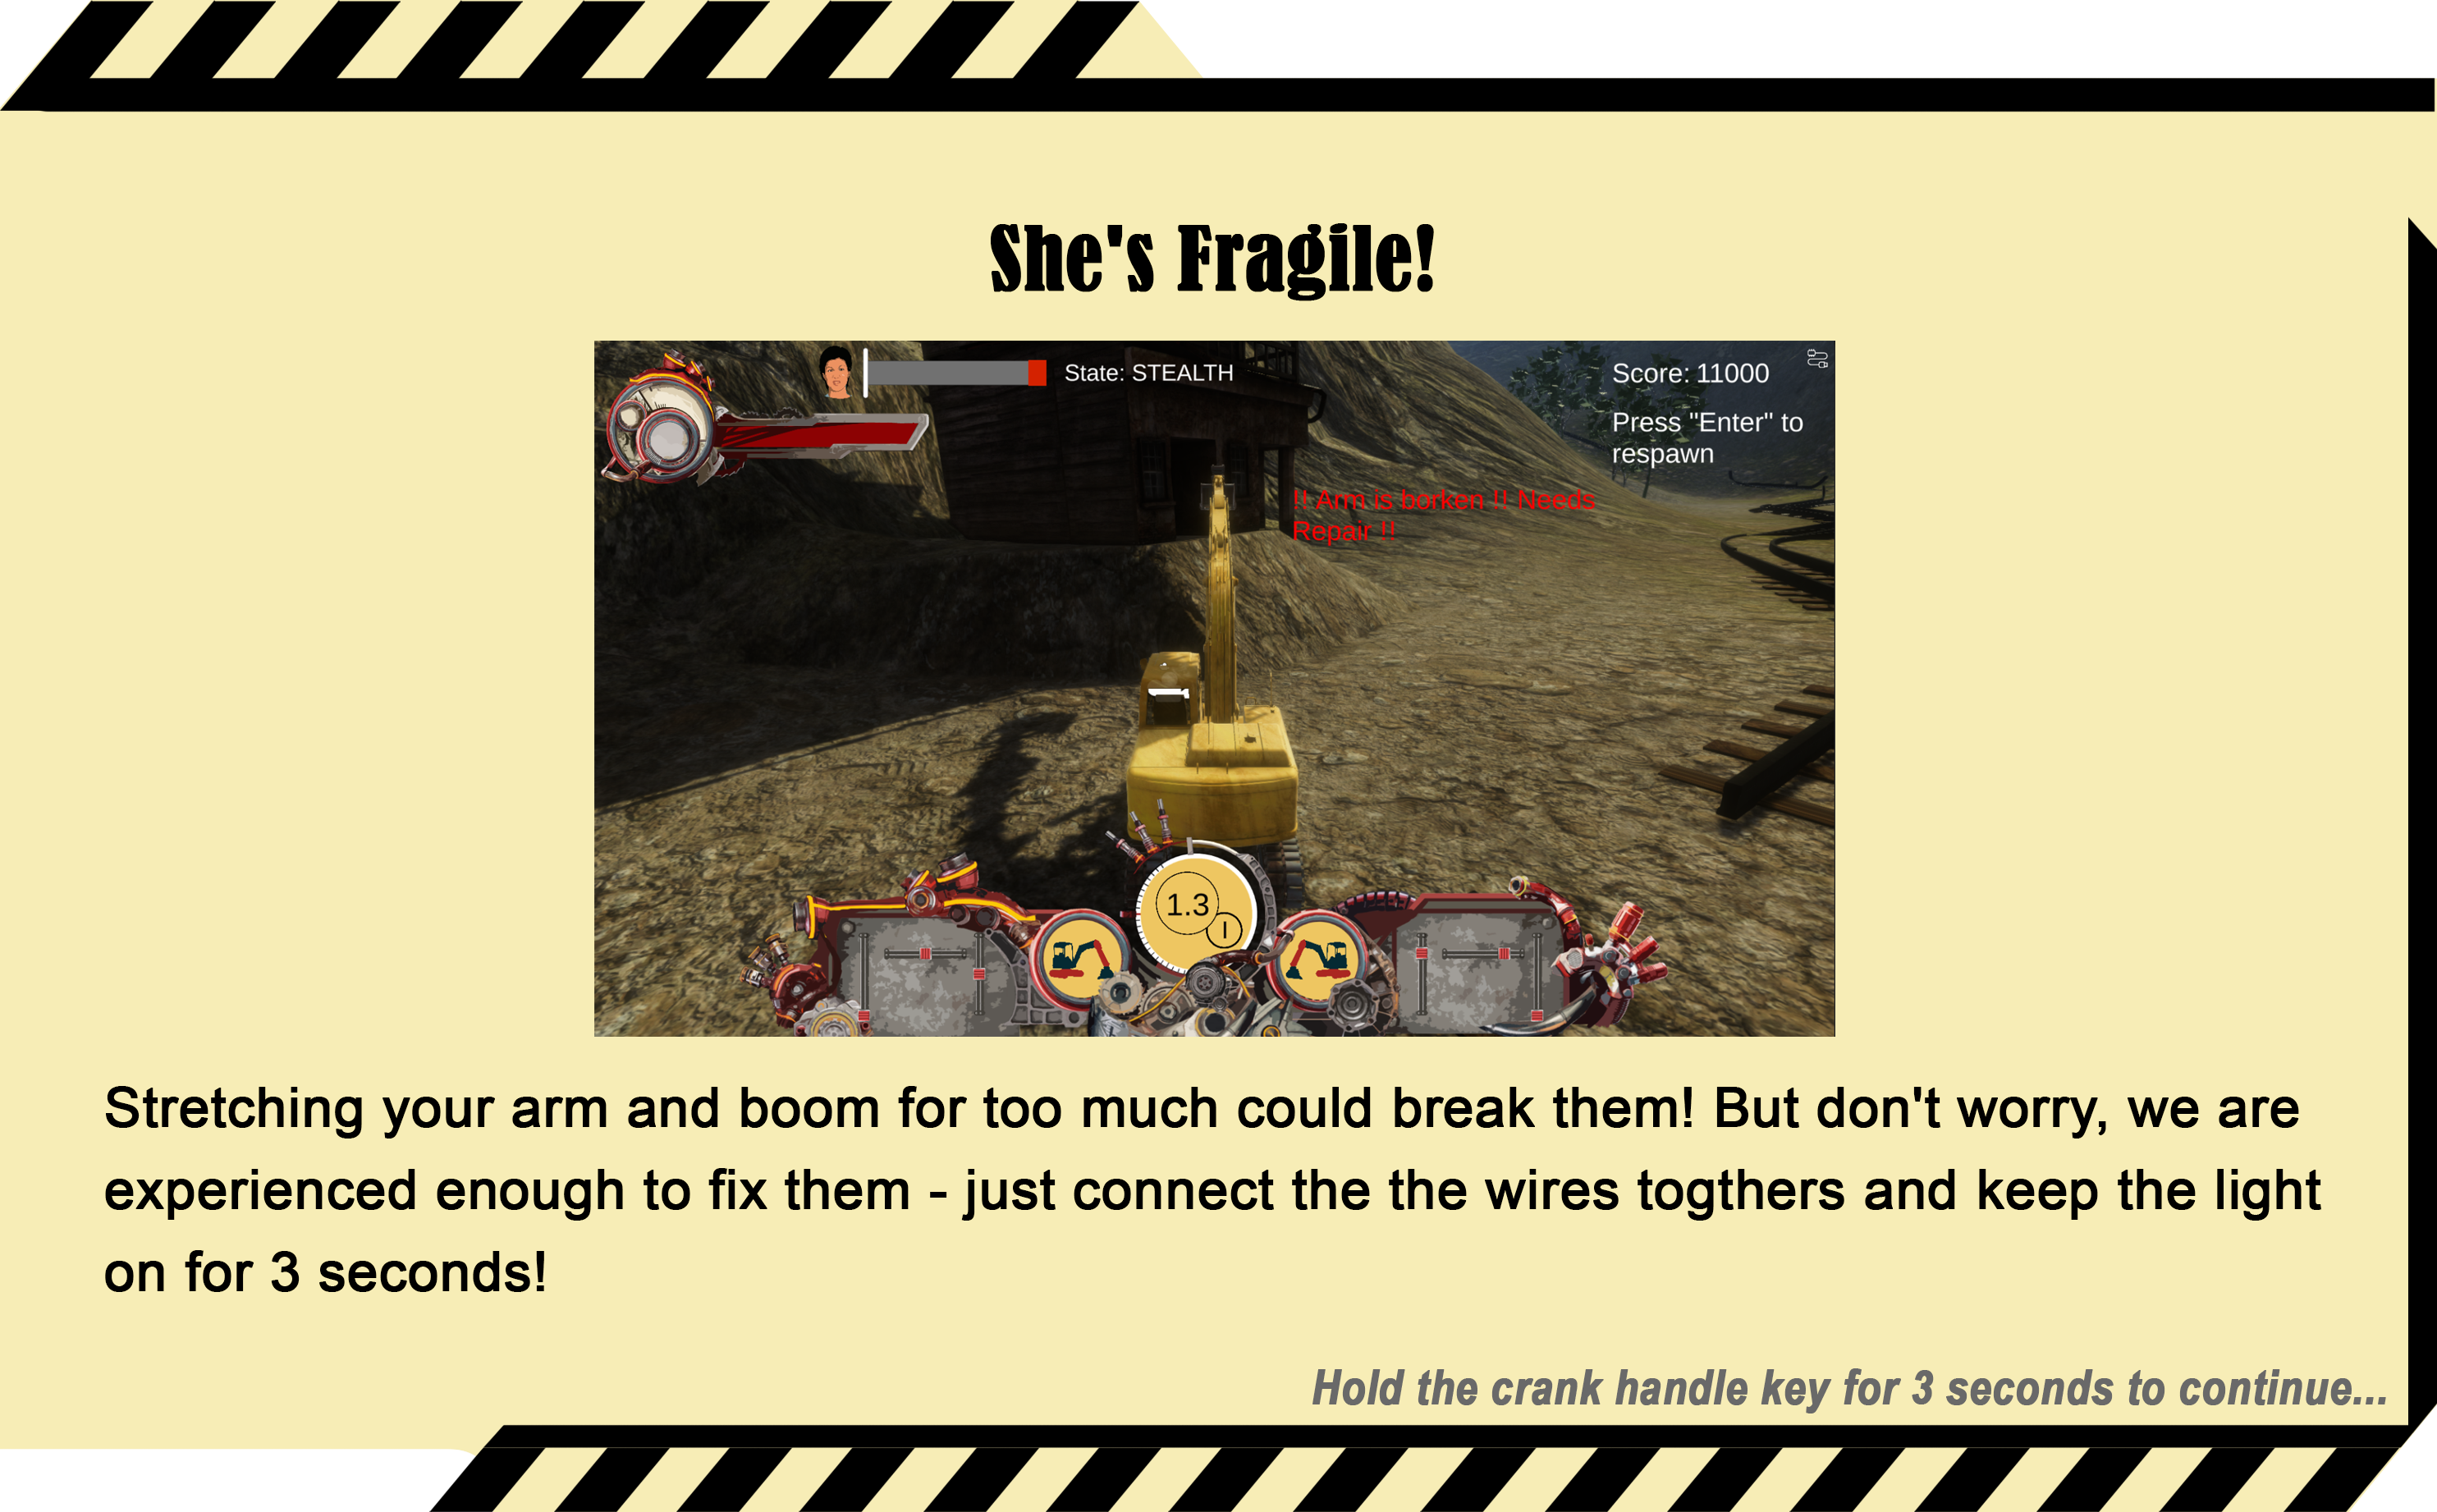 She's Fragile!
State: STEALTH
Score: 11000
Press "Enter" to
respawn
!! Arm is borken !! Needs
Repair !!
1.3
I
Stretching your arm and boom for too much could break them! But don't worry, we are
experienced enough to fix them - just connect the the wires togthers and keep the light
on for 3 seconds!
Hold the crank handle key for 3 seconds to continue...